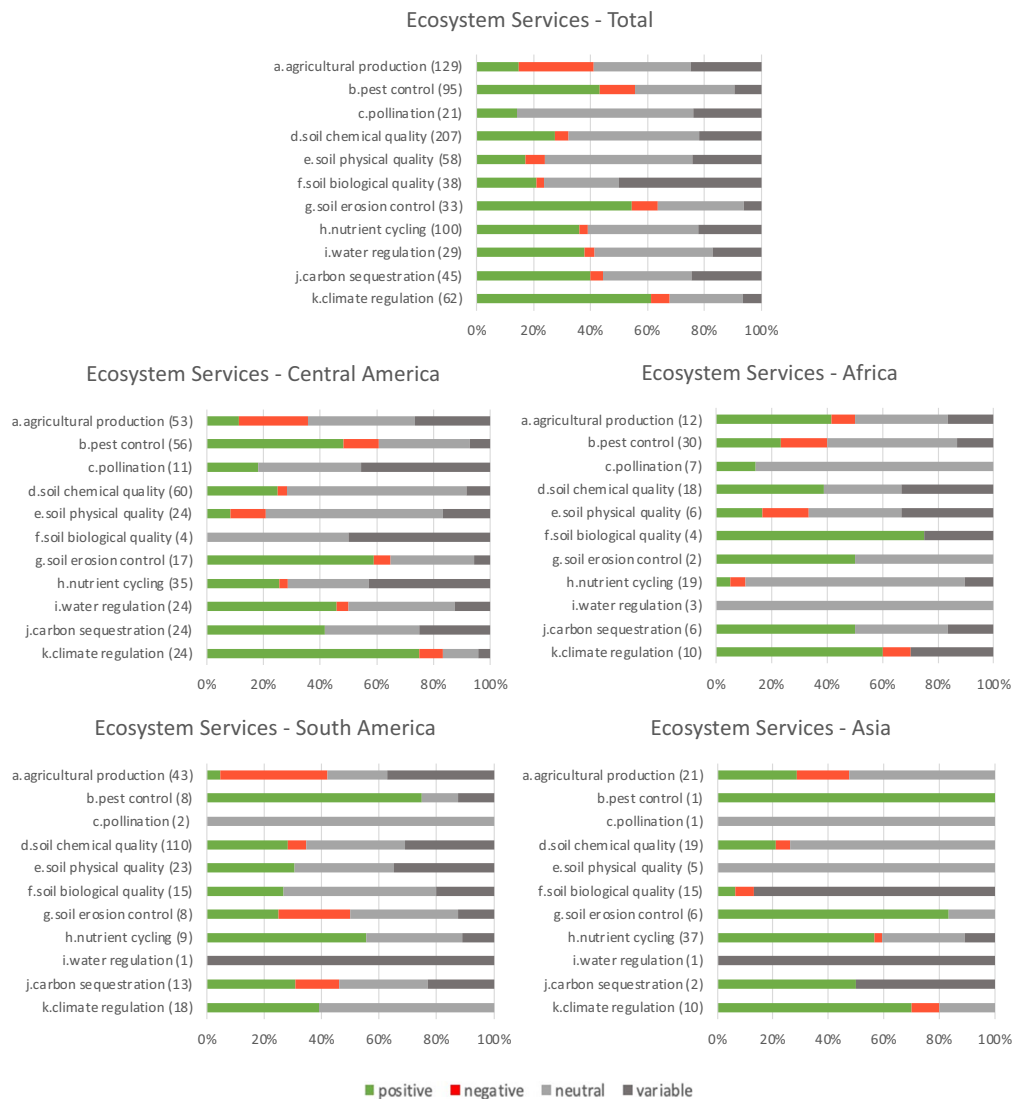 Ecosystem Services - Total
a.agricultural production (129)
b.pest control (95)
c.pollination (21)
d.soil chemical quality (207)
e.soil physical quality (58)
f.soil biological quality (38)
g.soil erosion control (33)
h.nutrient cycling (100)
i.water regulation (29)
j.carbon sequestration (45)
k.climate regulation (62)
0% 20% 40% 60% 80% 100%
Ecosystem Services - Central America
a.agricultural production (53)
b.pest control (56)
c.pollination (11)
d.soil chemical quality (60)
e.soil physical quality (24)
f.soil biological quality (4)
g.soil erosion control (17)
h.nutrient cycling (35)
i.water regulation (24)
j.carbon sequestration (24)
k.climate regulation (24)
0% 20% 40% 60% 80% 100%
Ecosystem Services - Africa
a.agricultural production (12)
b.pest control (30)
c.pollination (7)
d.soil chemical quality (18)
e.soil physical quality (6)
f.soil biological quality (4)
g.soil erosion control (2)
h.nutrient cycling (19)
i.water regulation (3)
j.carbon sequestration (6)
k.climate regulation (10)
0% 20% 40% 60% 80% 100%
Ecosystem Services - South America
a.agricultural production (43)
b.pest control (8)
c.pollination (2)
d.soil chemical quality (110)
e.soil physical quality (23)
f.soil biological quality (15)
g.soil erosion control (8)
h.nutrient cycling (9)
i.water regulation (1)
j.carbon sequestration (13)
k.climate regulation (18)
0% 20% 40% 60% 80% 100%
Ecosystem Services - Asia
a.agricultural production (21)
b.pest control (1)
c.pollination (1)
d.soil chemical quality (19)
e.soil physical quality (5)
f.soil biological quality (15)
g.soil erosion control (6)
h.nutrient cycling (37)
i.water regulation (1)
j.carbon sequestration (2)
k.climate regulation (10)
0% 20% 40% 60% 80% 100%
positive negative neutral variable